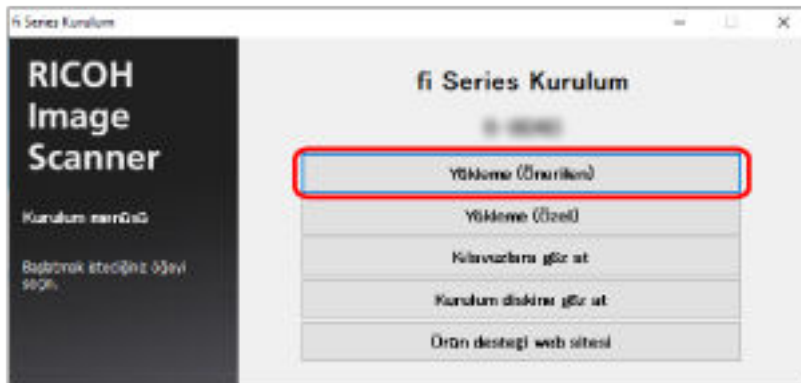 fi Series Kurulum
RICOH
Image
Scanner
Kurulum menüsü
Başlatmak istediğiniz öğeyi
seçin.
fi Series Kurulum
Yükleme (Önerilen)
Yükleme (Özel)
Kılavuzlara göz at
Kurulum diskine göz at
Ürün desteği web sitesi